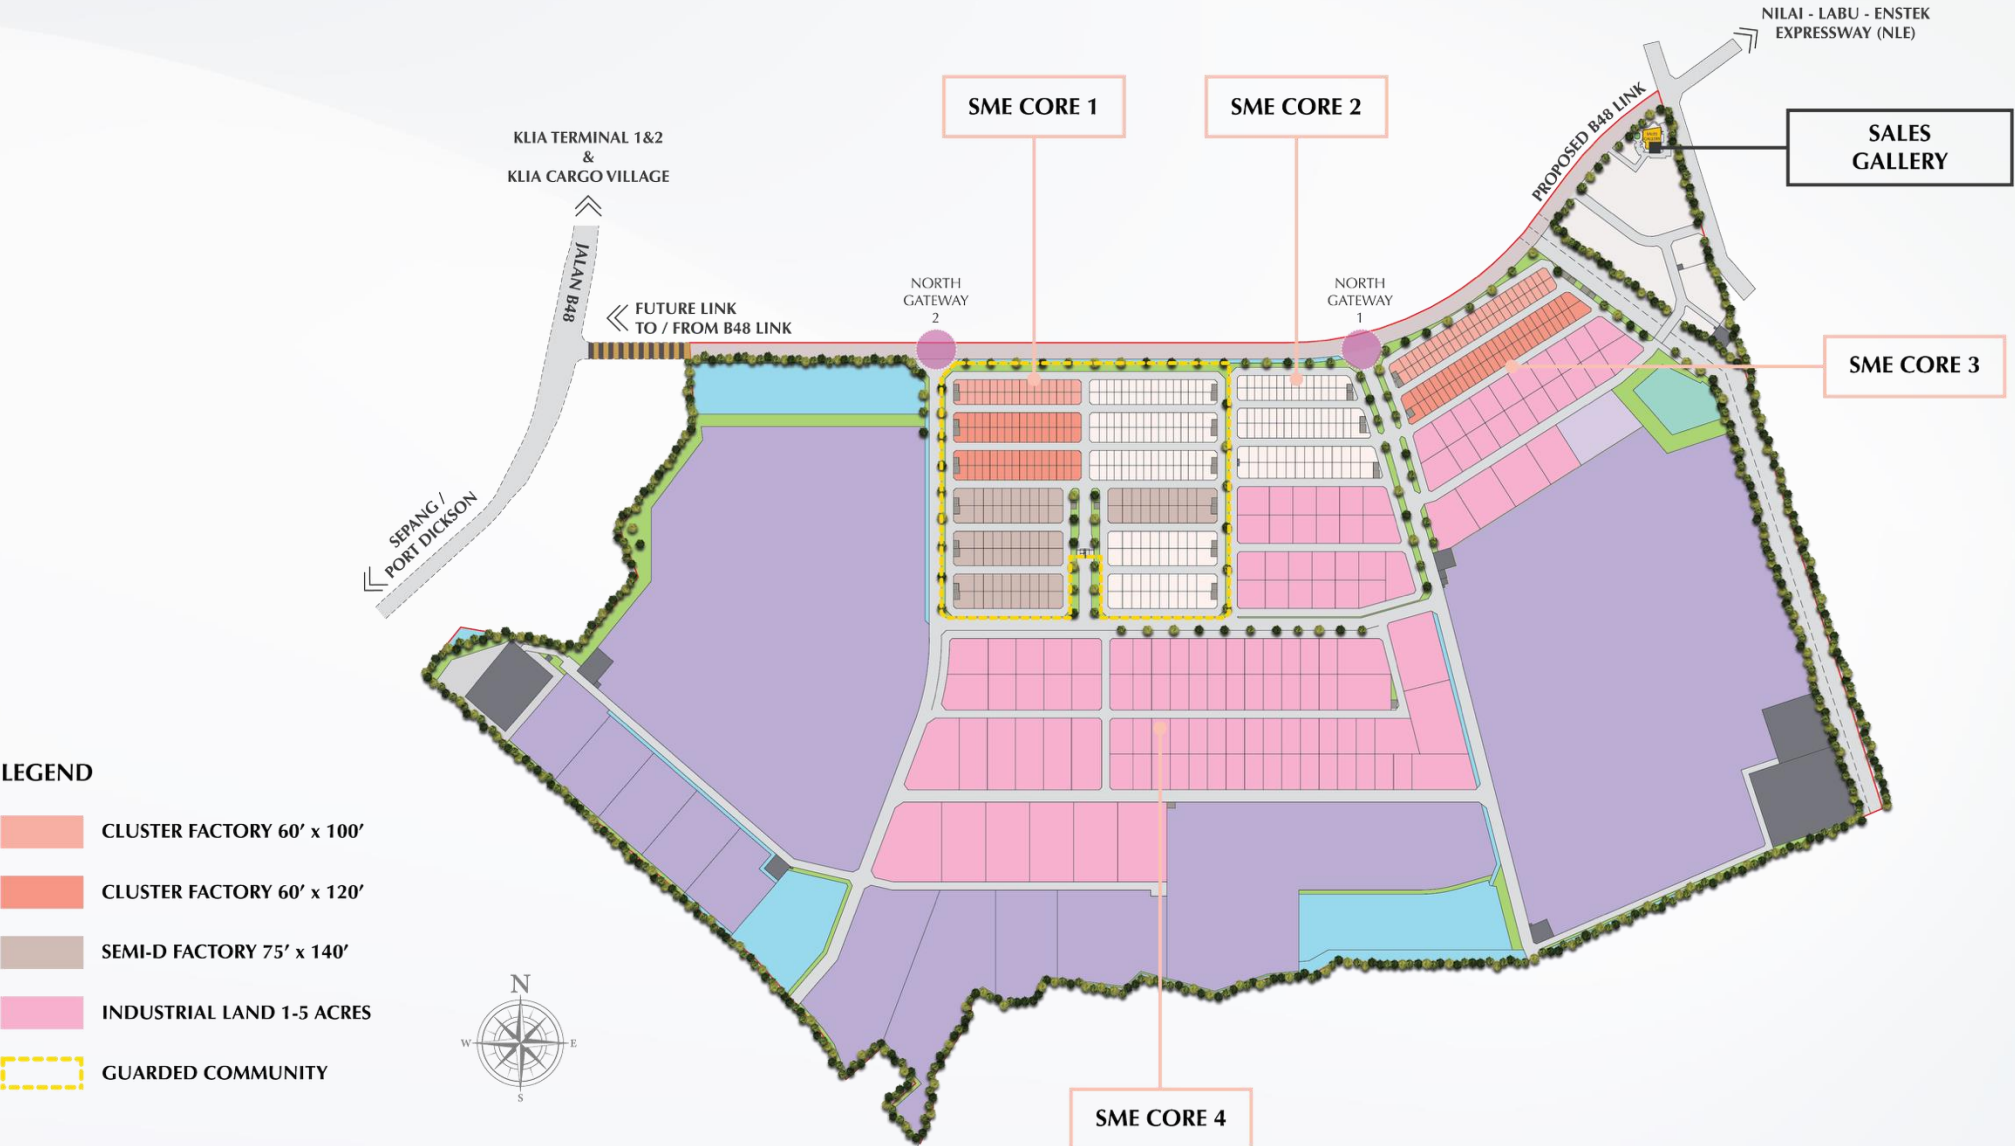 NILAI - LABU - ENSTEK
EXPRESSWAY (NLE)
SME CORE 1
SME CORE 2
PROPOSED B48 LINK
SALES
GALLERY
KLIA TERMINAL 1&2
&
KLIA CARGO VILLAGE
JALAN B48
NORTH
GATEWAY
2
NORTH
GATEWAY
1
FUTURE LINK
TO / FROM B48 LINK
SME CORE 3
SEPANG /
PORT DICKSON
LEGEND
CLUSTER FACTORY 60' x 100'
CLUSTER FACTORY 60' x 120'
SEMI-D FACTORY 75' x 140'
INDUSTRIAL LAND 1-5 ACRES
GUARDED COMMUNITY
N
W
E
S
SME CORE 4